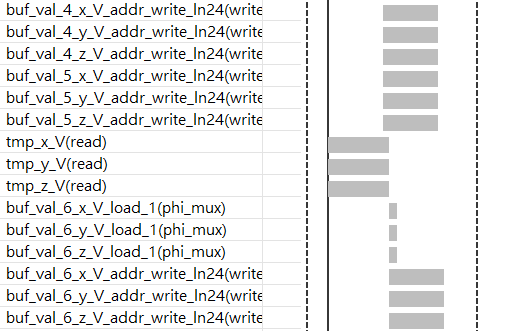 buf_val_4_x_V_addr_write_ln24(write
buf_val_4_y_V_addr_write_ln24(write
buf_val_4_z_V_addr_write_ln24(write
buf_val_5_x_V_addr_write_ln24(write
buf_val_5_y_V_addr_write_ln24(write
buf_val_5_z_V_addr_write_ln24(write
tmp_x_V(read)
tmp_y_V(read)
tmp_z_V(read)
buf_val_6_x_V_load_1(phi_mux)
buf_val_6_y_V_load_1(phi_mux)
buf_val_6_z_V_load_1(phi_mux)
buf_val_6_x_V_addr_write_ln24(write
buf_val_6_y_V_addr_write_ln24(write
buf_val_6_z_V_addr_write_ln24(write